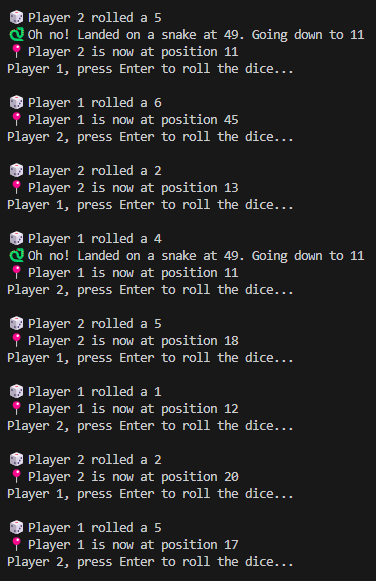 🎲 Player 2 rolled a 5
🐍 Oh no! Landed on a snake at 49. Going down to 11
📍 Player 2 is now at position 11
Player 1, press Enter to roll the dice...

🎲 Player 1 rolled a 6
📍 Player 1 is now at position 45
Player 2, press Enter to roll the dice...

🎲 Player 2 rolled a 2
📍 Player 2 is now at position 13
Player 1, press Enter to roll the dice...

🎲 Player 1 rolled a 4
🐍 Oh no! Landed on a snake at 49. Going down to 11
📍 Player 1 is now at position 11
Player 2, press Enter to roll the dice...

🎲 Player 2 rolled a 5
📍 Player 2 is now at position 18
Player 1, press Enter to roll the dice...

🎲 Player 1 rolled a 1
📍 Player 1 is now at position 12
Player 2, press Enter to roll the dice...

🎲 Player 2 rolled a 2
📍 Player 2 is now at position 20
Player 1, press Enter to roll the dice...

🎲 Player 1 rolled a 5
📍 Player 1 is now at position 17
Player 2, press Enter to roll the dice...